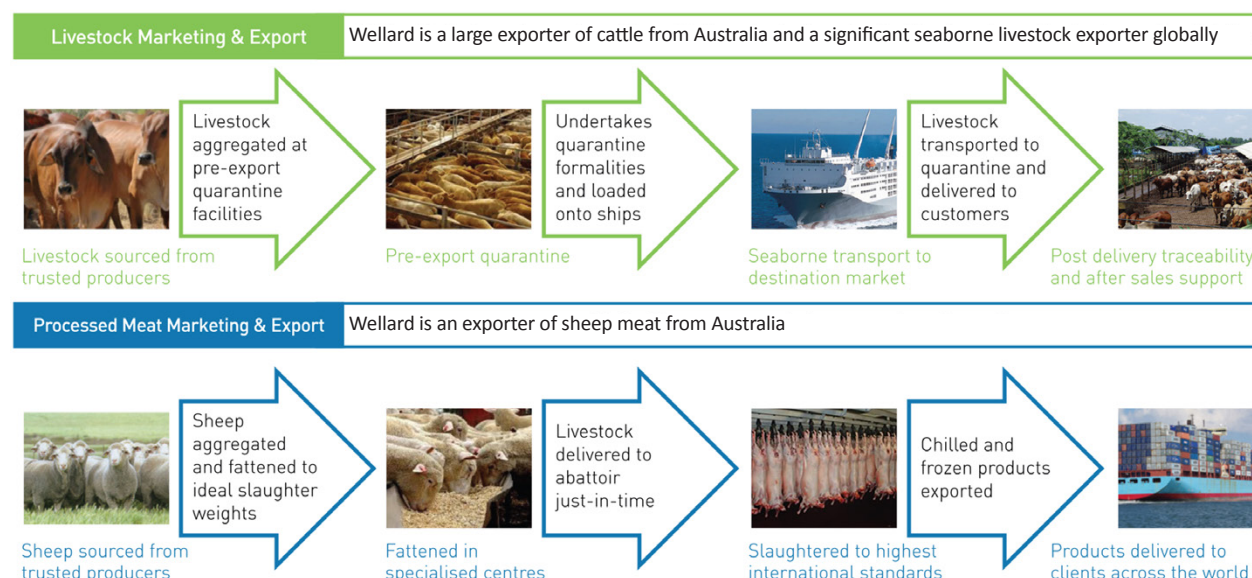 Livestock Marketing & Export
Wellard is a large exporter of cattle from Australia and a significant seaborne livestock exporter globally
Livestock
aggregated at
pre-export
quarantine
facilities
Undertakes
quarantine
formalities
and loaded
onto ships
Livestock
transported to
quarantine and
delivered to
customers
Livestock sourced from
trusted producers
Pre-export quarantine
Seaborne transport to
destination market
Post delivery traceability
and after sales support
Processed Meat Marketing & Export
Wellard is an exporter of sheep meat from Australia
Sheep
aggregated
and fattened to
ideal slaughter
weights
Livestock
delivered to
abattoir
just-in-time
Chilled and
frozen products
exported
Sheep sourced from
trusted producers
Fattened in
specialised centres
Slaughtered to highest
international standards
Products delivered to
clients across the world